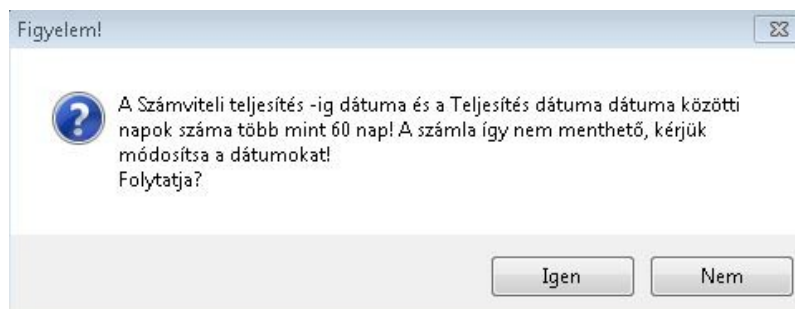 Figyelem!
A Számviteli teljesítés -ig dátuma és a Teljesítés dátuma dátuma közötti
napok száma több mint 60 nap! A számla így nem menthető, kérjük
módosítsa a dátumokat!
Folytatja?
Igen
Nem